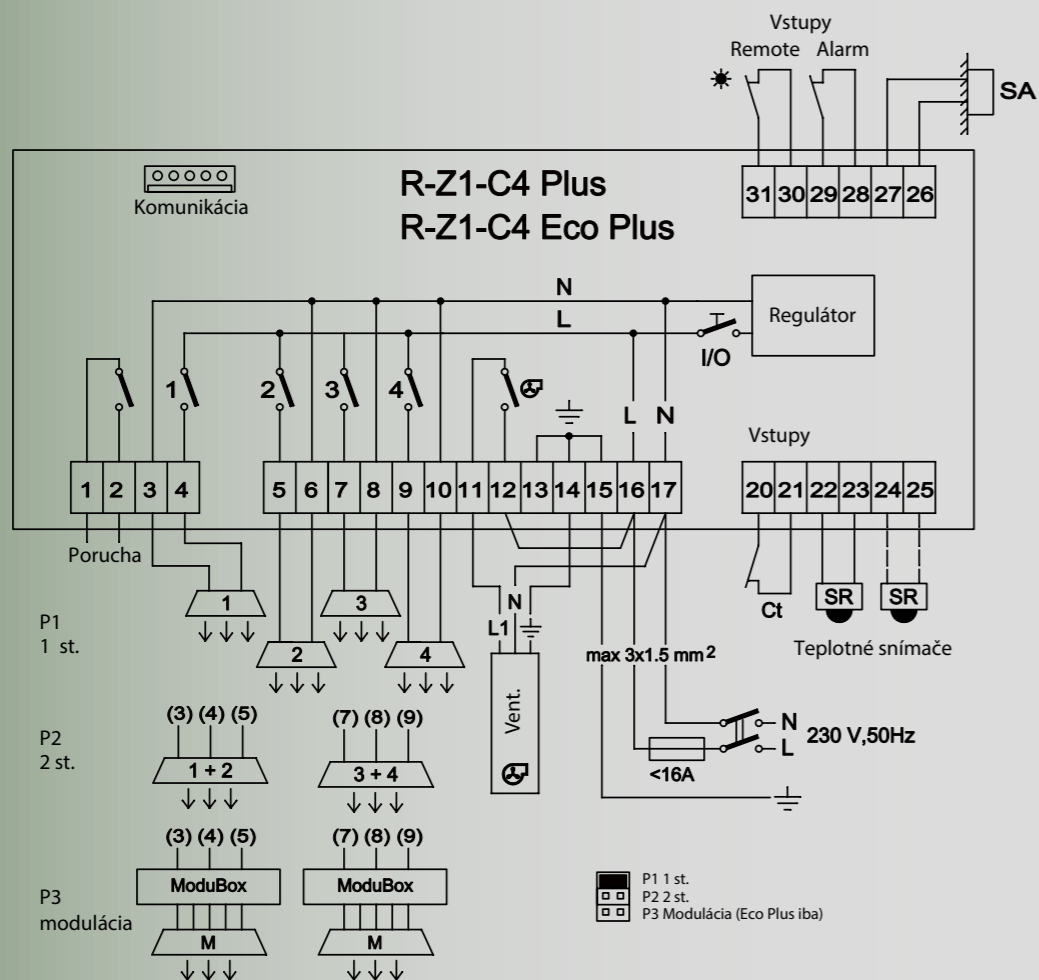 Vstupy
Remote Alarm
SA
31 30 29 28 27 26
Komunikácia
R-Z1-C4 Plus
R-Z1-C4 Eco Plus
N
L
Regulátor
I/O
1
2
3
4
L N
Vstupy
1 2 3 4
5 6 7 8 9 10 11 12 13 14 15 16 17
20 21 22 23 24 25
Porucha
P1
1 st.
1
3
2
4
L1
N
Vent.
max 3x1.5 mm²
Ct
SR
SR
Teplotné snímače
N
L
230 V,50Hz
<16A
P2
2 st.
(3) (4) (5)
(7) (8) (9)
1 + 2
3 + 4
P3
modulácia
(3) (4) (5)
(7) (8) (9)
ModuBox
ModuBox
M
M
P1 1 st.
P2 2 st.
P3 Modulácia (Eco Plus iba)